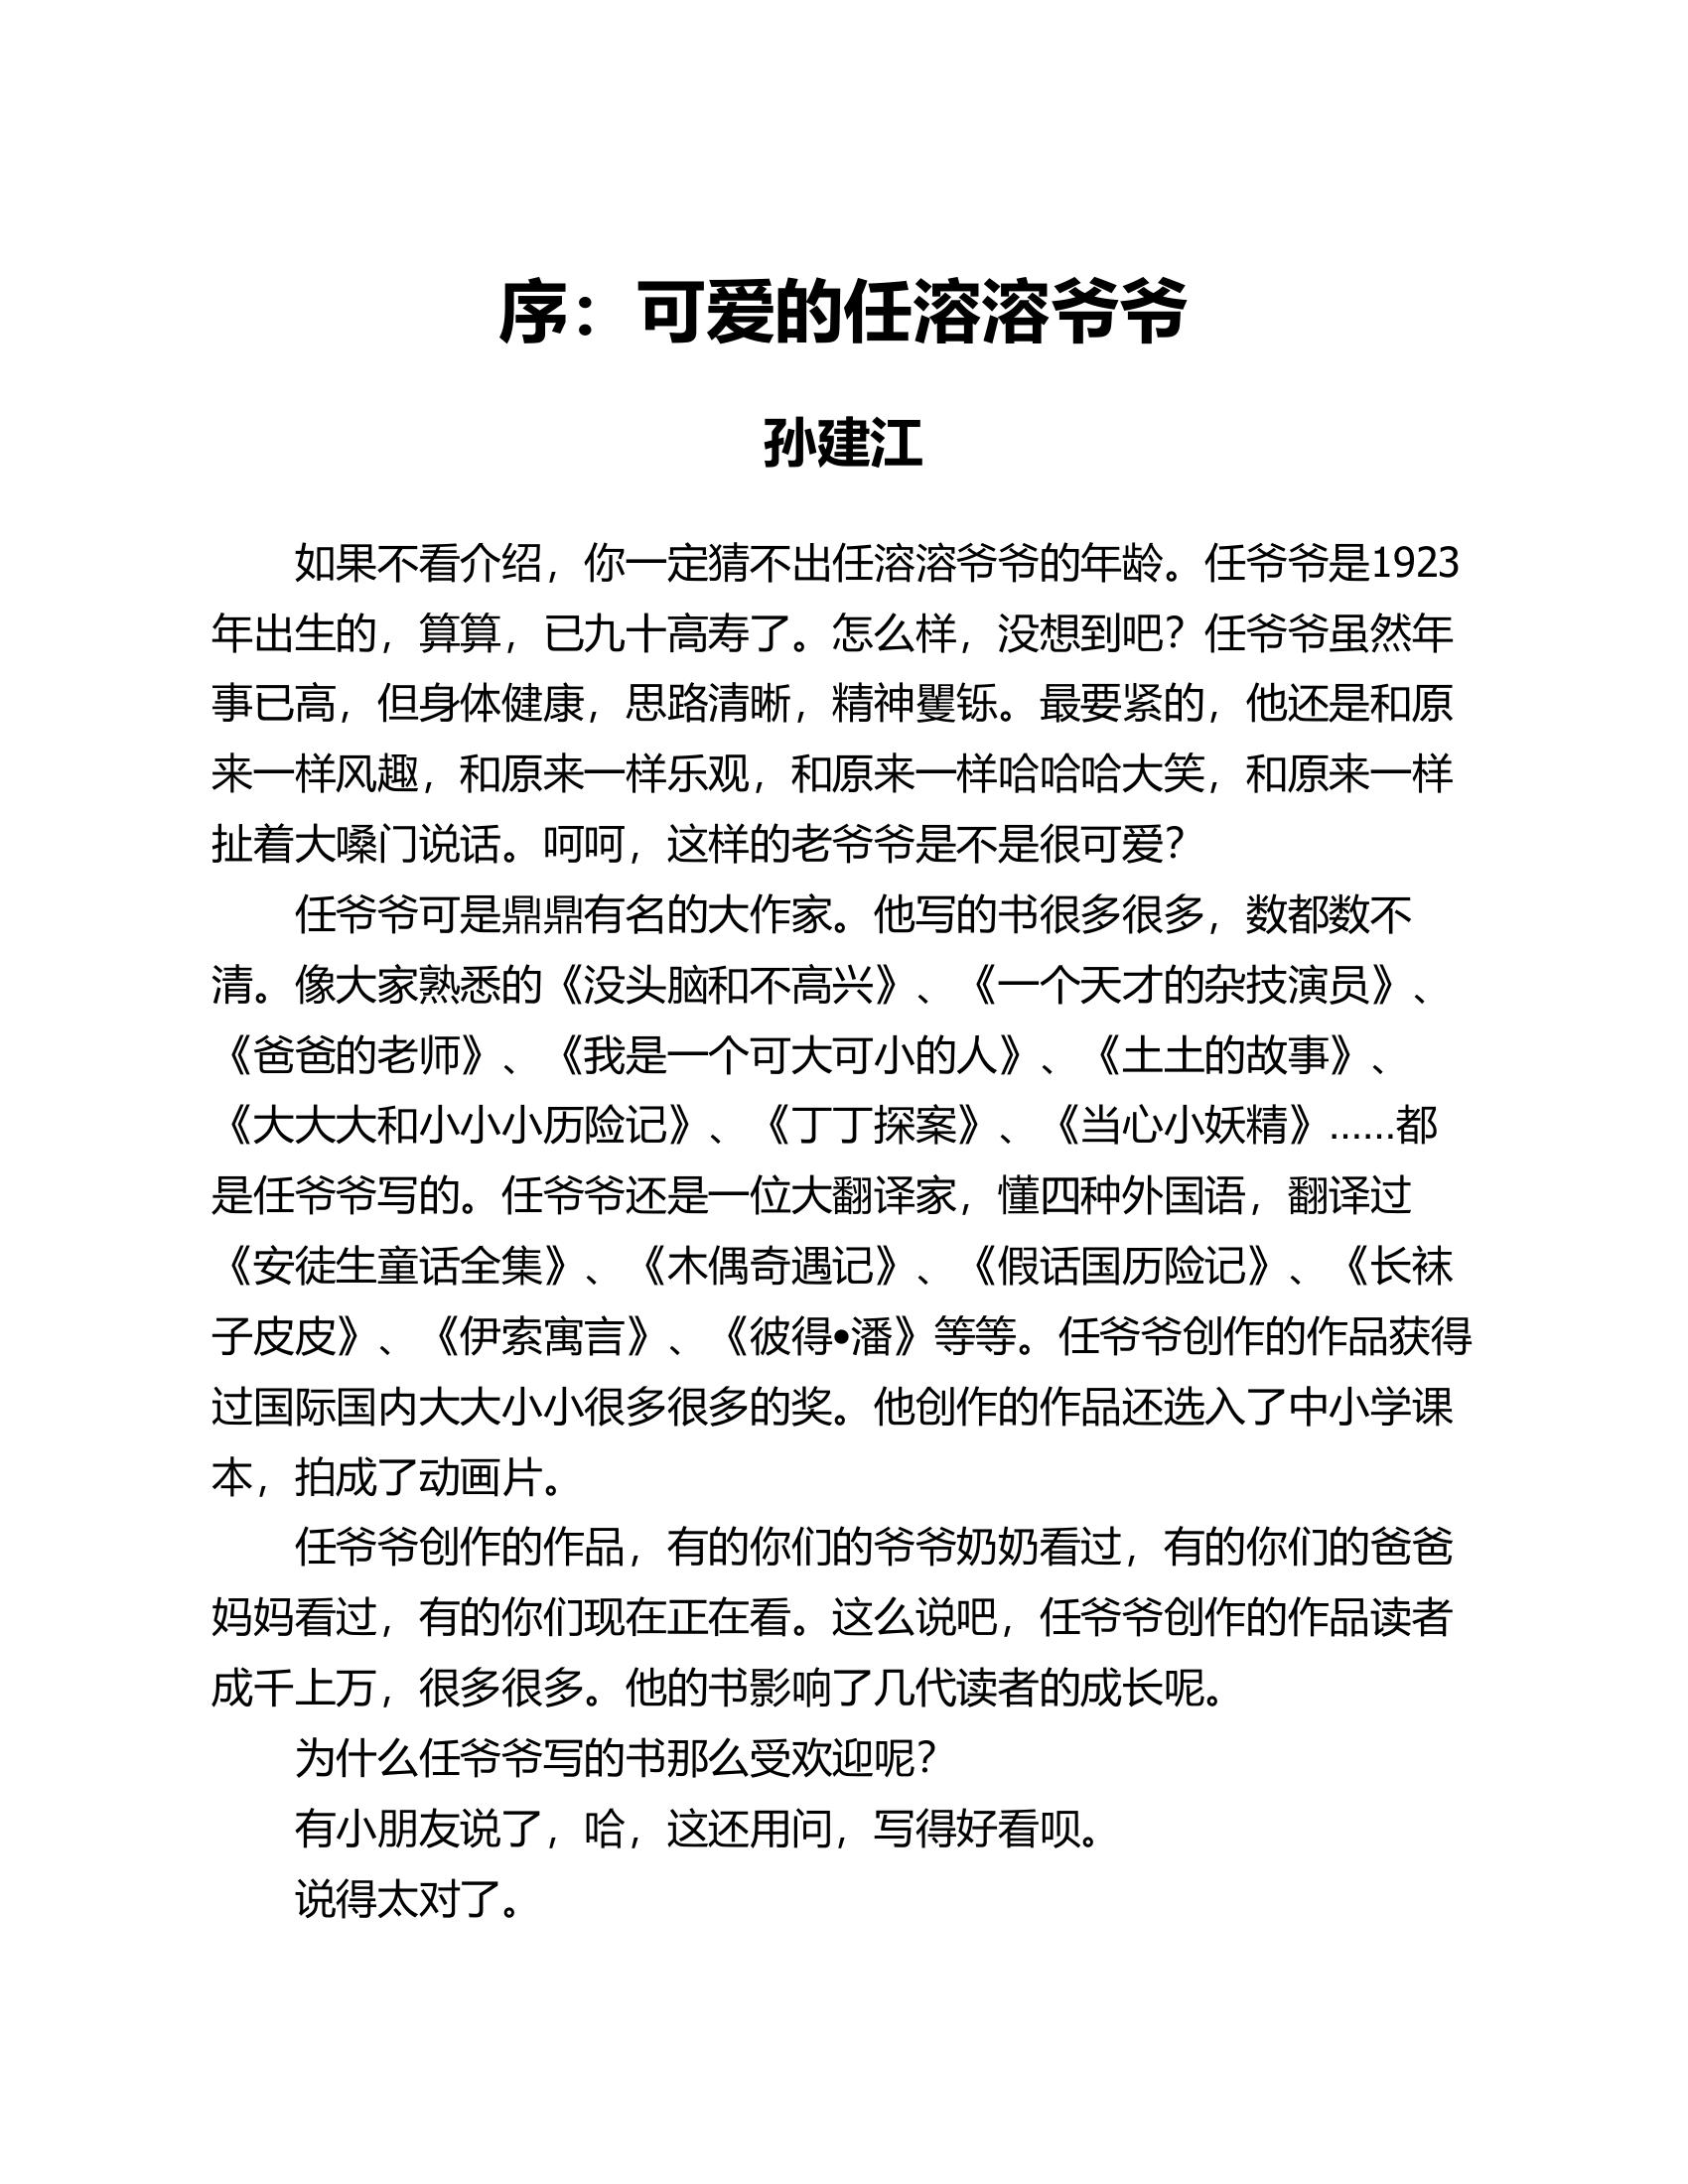 序：可爱的任溶溶爷爷
孙建江
如果不看介绍，你一定猜不出任溶溶爷爷的年龄。任爷爷是1923
年出生的，算算，已九十高寿了。怎么样，没想到吧？任爷爷虽然年
事已高，但身体健康，思路清晰，精神矍铄。最要紧的，他还是和原
来一样风趣，和原来一样乐观，和原来一样哈哈哈大笑，和原来一样
扯着大嗓门说话。呵呵，这样的老爷爷是不是很可爱？
任爷爷可是鼎鼎有名的大作家。他写的书很多很多，数都数不
清。像大家熟悉的《没头脑和不高兴》、《一个天才的杂技演员》、
《爸爸的老师》、《我是一个可大可小的人》、《土土的故事》、
《大大大和小小小历险记》、《丁丁探案》、《当心小妖精》……都
是任爷爷写的。任爷爷还是一位大翻译家，懂四种外国语，翻译过
《安徒生童话全集》、《木偶奇遇记》、《假话国历险记》、《长袜
子皮皮》、《伊索寓言》、《彼得•潘》等等。任爷爷创作的作品获得
过国际国内大大小小很多很多的奖。他创作的作品还选入了中小学课
本，拍成了动画片。
任爷爷创作的作品，有的你们的爷爷奶奶看过，有的你们的爸爸
妈妈看过，有的你们现在正在看。这么说吧，任爷爷创作的作品读者
成千上万，很多很多。他的书影响了几代读者的成长呢。
为什么任爷爷写的书那么受欢迎呢？
有小朋友说了，哈，这还用问，写得好看呗。
说得太对了。